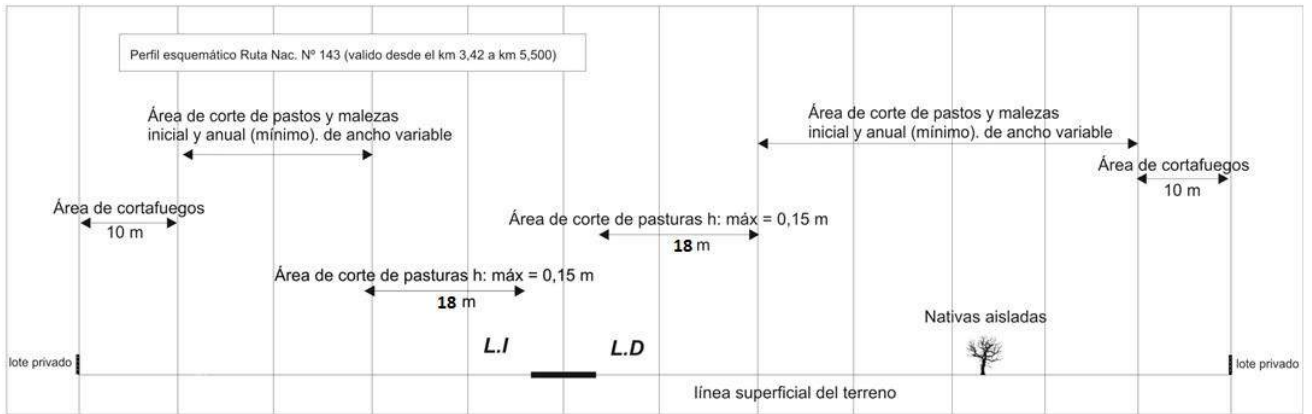 Perfil esquemático Ruta Nac. Nº 143 (valido desde el km 3,42 a km 5,500)
Área de corte de pastos y malezas
inicial y anual (mínimo). de ancho variable
Área de corte de pastos y malezas
inicial y anual (mínimo). de ancho variable
Área de cortafuegos
10 m
Área de cortafuegos
10 m
Área de corte de pasturas h: máx = 0,15 m
18 m
Área de corte de pasturas h: máx = 0,15 m
18 m
Nativas aisladas
L.I
L.D
lote privado
lote privado
línea superficial del terreno